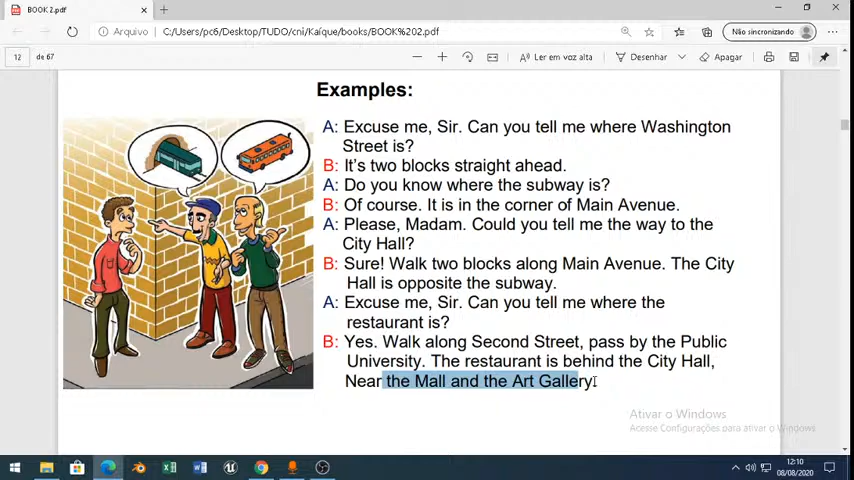 BOOK 2.pdf
Arquivo
C:/Users/pc6/Desktop/TUDO/cni/Kaíque/books/BOOK%202.pdf
Não sincronizando
12
de 67
Ler em voz alta
Desenhar
Apagar
Examples:
A: Excuse me, Sir. Can you tell me where Washington
Street is?
B: It's two blocks straight ahead.
A: Do you know where the subway is?
B: Of course. It is in the corner of Main Avenue.
A: Please, Madam. Could you tell me the way to the
City Hall?
B: Sure! Walk two blocks along Main Avenue. The City
Hall is opposite the subway.
A: Excuse me, Sir. Can you tell me where the
restaurant is?
B: Yes. Walk along Second Street, pass by the Public
University. The restaurant is behind the City Hall,
Near the Mall and the Art Gallery.
Ativar o Windows
Acesse Configurações para ativar o Windows
12:10
08/08/2020